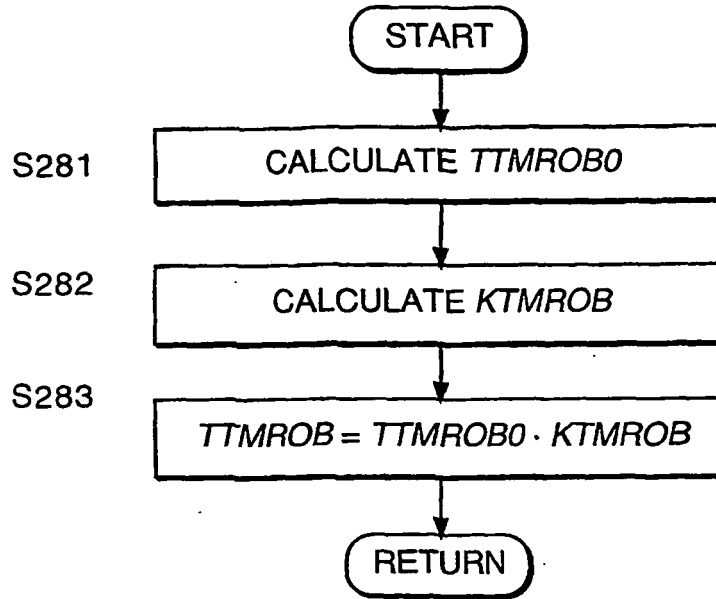 START
S281
CALCULATE TTMROB0
S282
CALCULATE KTMROB
S283
TTMROB = TTMROB0 · KTMROB
RETURN